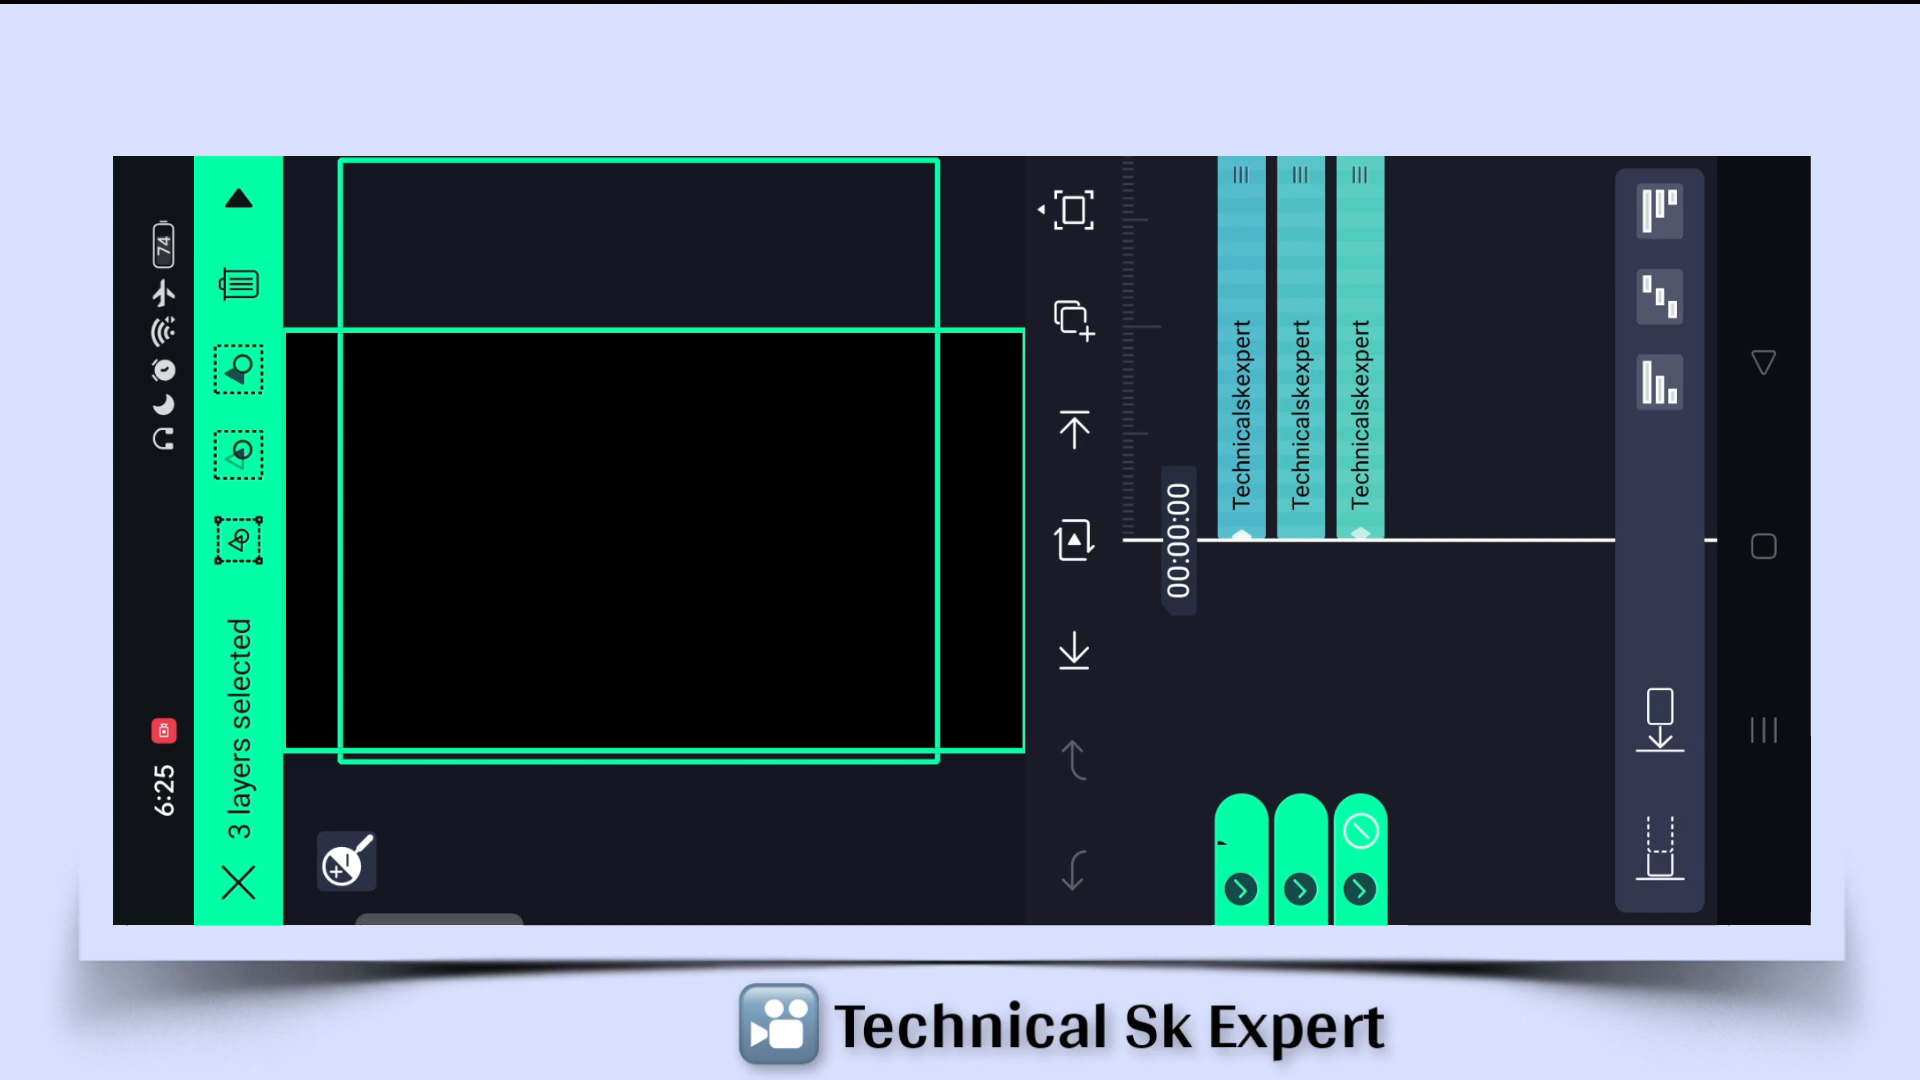 6:25
74
3 layers selected
00:00:00
Technicalskexpert
Technicalskexpert
Technicalskexpert
Technical Sk Expert